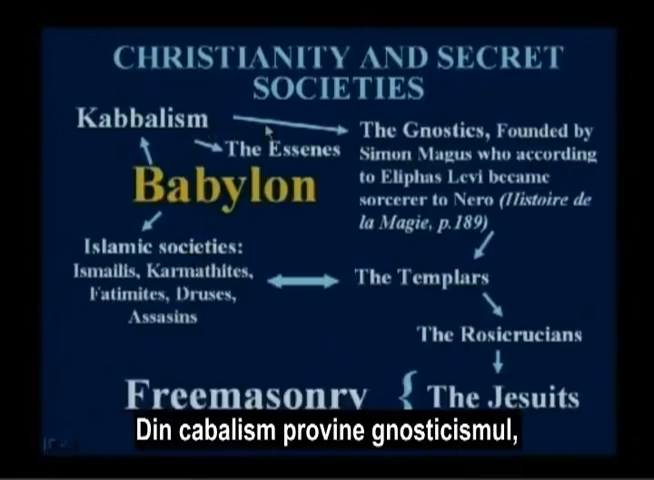 CHRISTIANITY AND SECRET
SOCIETIES
Kabbalism
The Essenes
Babylon
The Gnostics, Founded by
Simon Magus who according
to Eliphas Levi became
sorcerer to Nero (Histoire de
la Magie, p.189)
Islamic societies:
Ismailis, Karmathites,
Fatimites, Druses,
Assasins
The Templars
The Rosicrucians
Freemasonry { The Jesuits
Din cabalism provine gnosticismul,